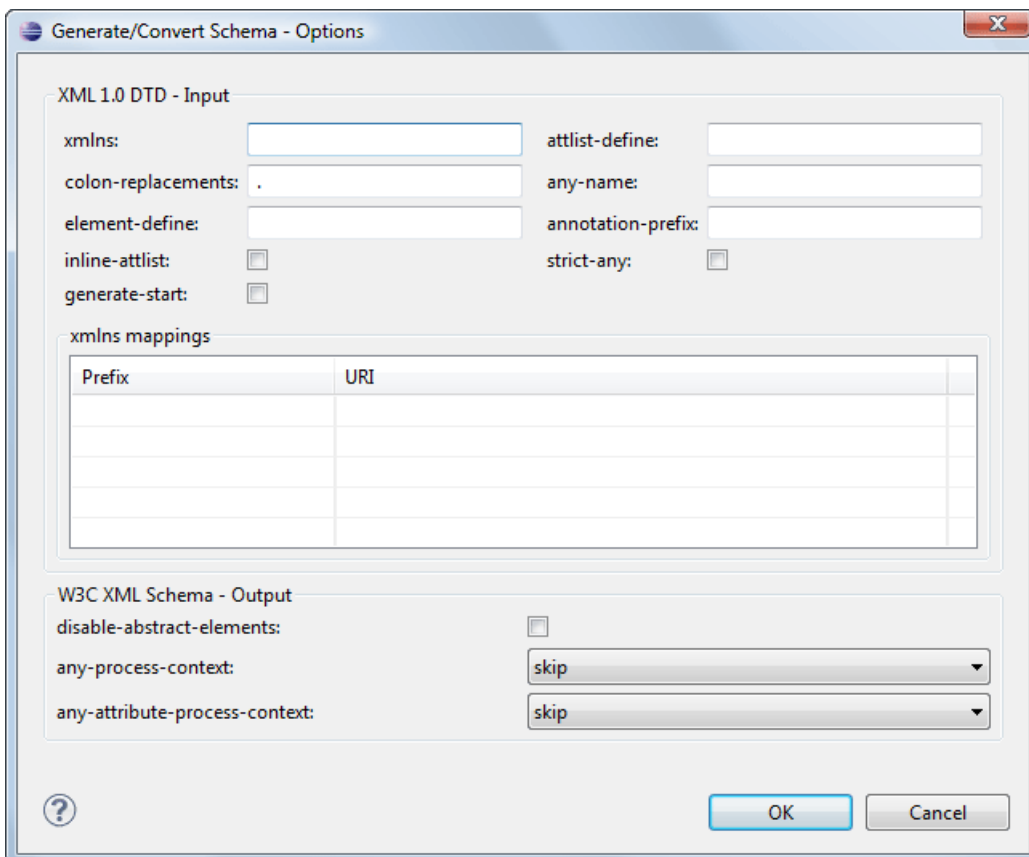 Generate/Convert Schema - Options
XML 1.0 DTD - Input
xmlns: attlist-define:
colon-replacements: . any-name:
element-define: annotation-prefix:
inline-attlist: strict-any:
generate-start:
xmlns mappings
Prefix URI
W3C XML Schema - Output
disable-abstract-elements:
any-process-context: skip
any-attribute-process-context: skip
? OK Cancel